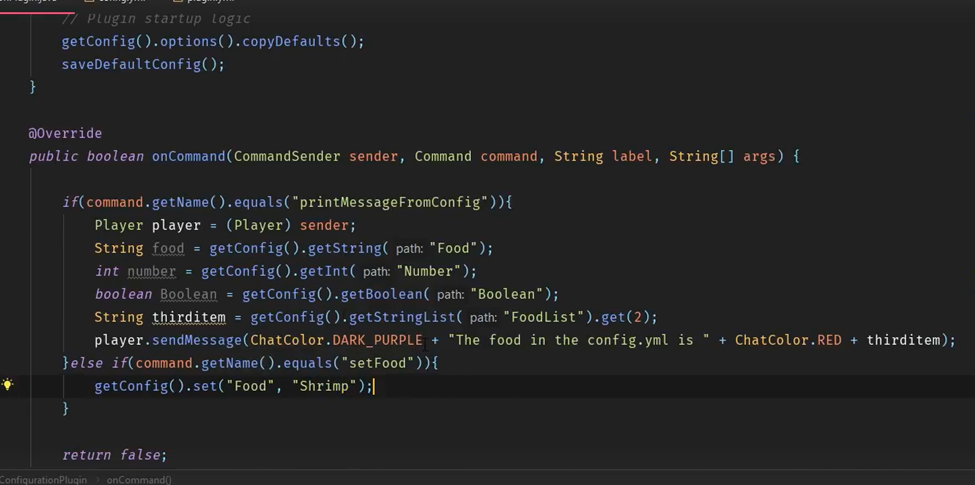 // Plugin startup logic
getConfig().options().copyDefaults();
saveDefaultConfig();
}
@Override
public boolean onCommand(CommandSender sender, Command command, String label, String[] args) {
if(command.getName().equals("printMessageFromConfig")){
Player player = (Player) sender;
String food = getConfig().getString( path: "Food");
int number = getConfig().getInt( path: "Number");
boolean Boolean = getConfig().getBoolean( path: "Boolean");
String thirditem = getConfig().getStringList( path: "FoodList").get(2);
player.sendMessage(ChatColor.DARK_PURPLE + "The food in the config.yml is " + ChatColor.RED + thirditem);
}else if(command.getName().equals("setFood")){
getConfig().set("Food", "Shrimp");
}
return false;
ConfigurationPlugin > onCommand()